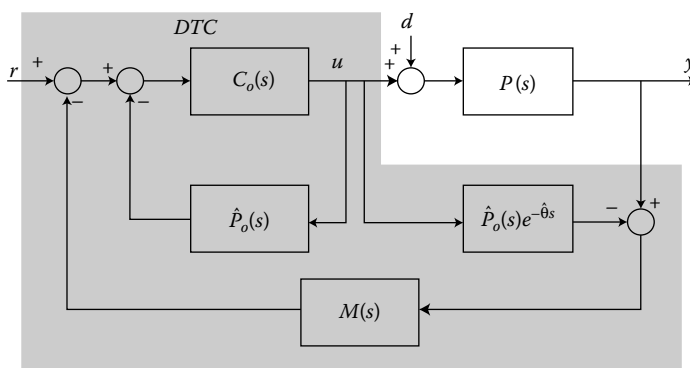 DTC
d
r
+
+
−
−
C_o(s)
u
+
+
P(s)
y
P̂_o(s)
P̂_o(s)e^{−θ̂s}
−
+
M(s)